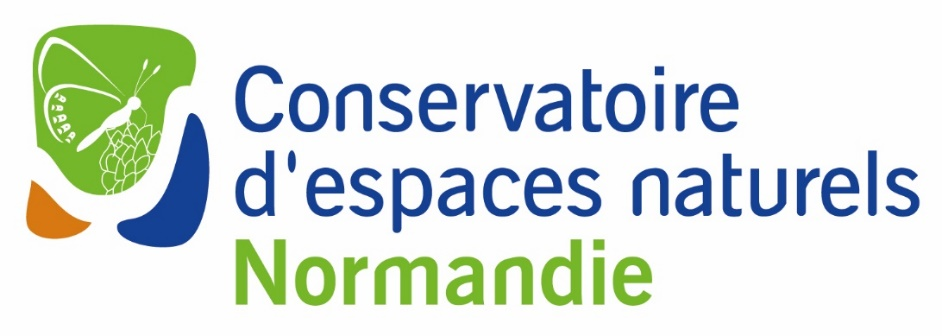 Conservatoire
d'espaces naturels
Normandie